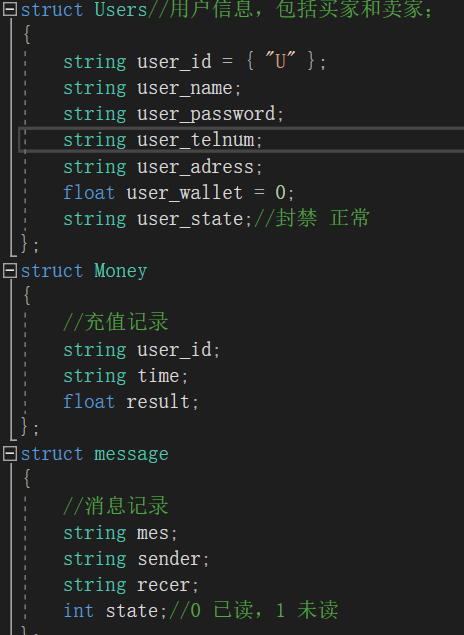 struct Users//用户信息，包括买家和卖家；
{
string user_id = { "U" };
string user_name;
string user_password;
string user_telnum;
string user_adress;
float user_wallet = 0;
string user_state;//封禁 正常
};
struct Money
{
//充值记录
string user_id;
string time;
float result;
};
struct message
{
//消息记录
string mes;
string sender;
string recer;
int state;//0 已读，1 未读
};